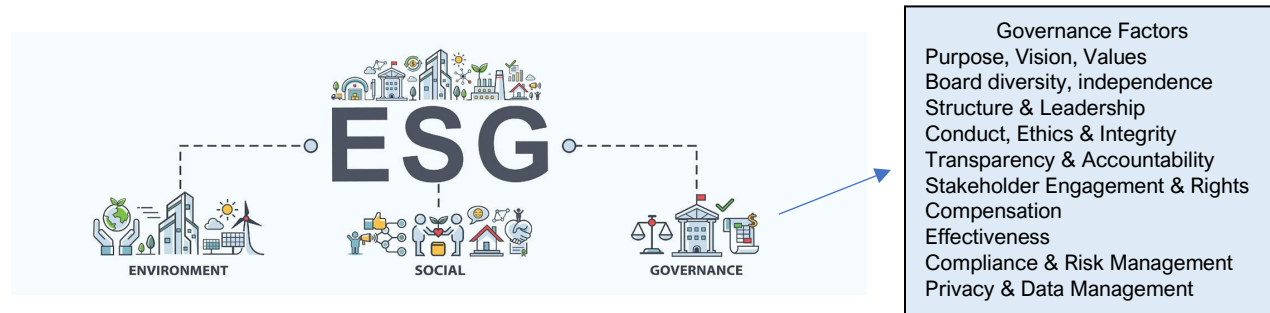 ESG
ENVIRONMENT
SOCIAL
GOVERNANCE
Governance Factors
Purpose, Vision, Values
Board diversity, independence
Structure & Leadership
Conduct, Ethics & Integrity
Transparency & Accountability
Stakeholder Engagement & Rights
Compensation
Effectiveness
Compliance & Risk Management
Privacy & Data Management